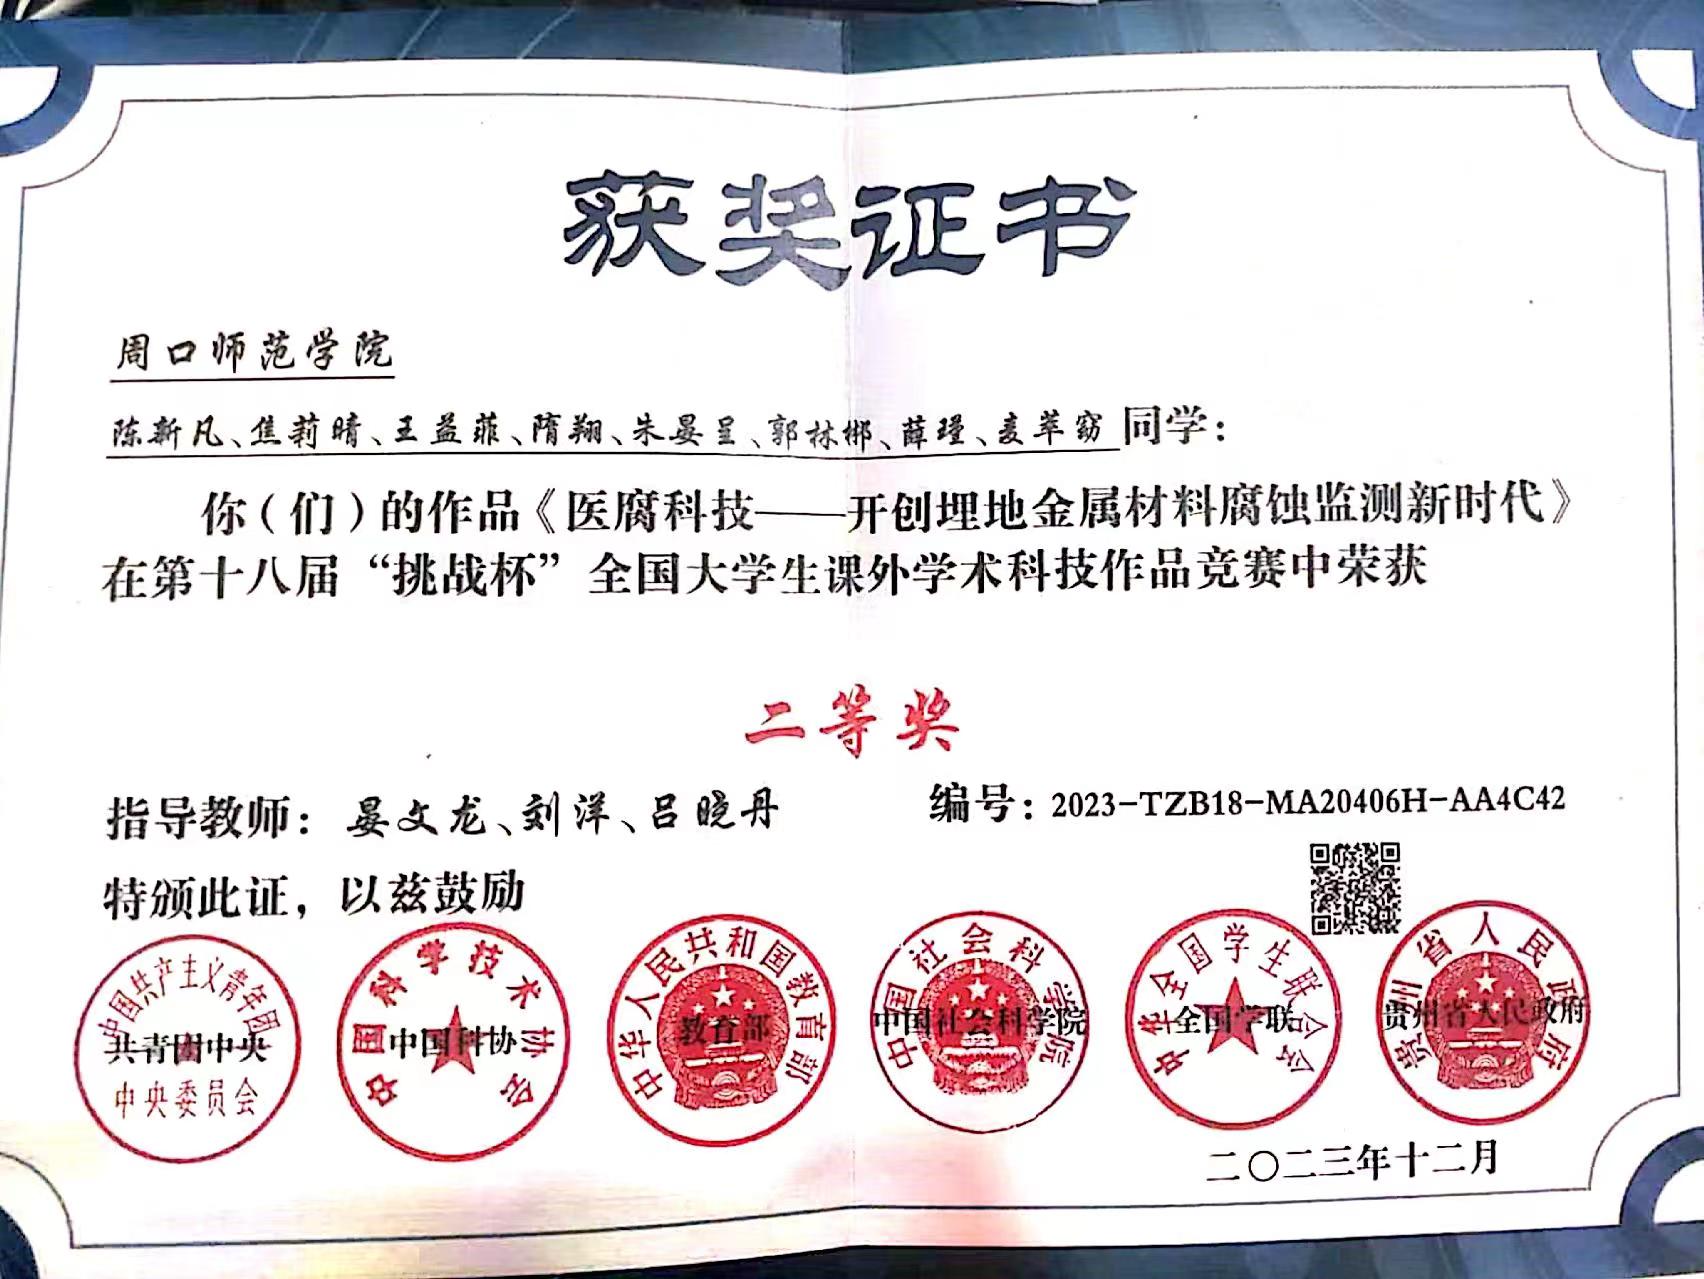 获奖证书
周口师范学院
陈新凡、焦莉晴、王益菲、隋翔、朱晏呈、郭林梆、薛瑾、麦萃窈同学：
你（们）的作品《医腐科技——开创埋地金属材料腐蚀监测新时代》
在第十八届“挑战杯”全国大学生课外学术科技作品竞赛中荣获
二等奖
指导教师：晏文龙、刘洋、吕晓丹
编号：2023-TZB18-MA20406H-AA4C42
特颁此证，以兹鼓励
中国共产主义青年团
共青团中央
中央委员会
中国科学技术协会
中国科协
中华人民共和国教育部
教育部
中国社会科学院
中国社会科学院
中华全国学生联合会
全国学联
贵州省人民政府
贵州省人民政府
二〇二三年十二月